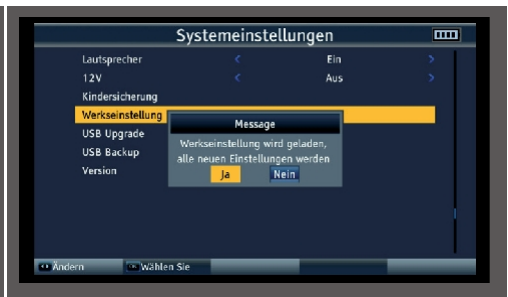 Systemeinstellungen
Lautsprecher < Ein >
12V < Aus >
Kindersicherung
Werkseinstellung
USB Upgrade
USB Backup
Version
Message
Werkseinstellung wird geladen,
alle neuen Einstellungen werden
Ja Nein
Ändern Wählen Sie